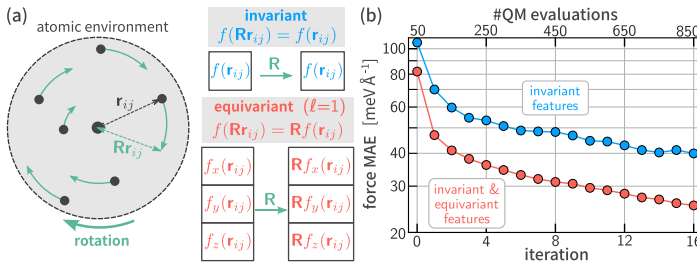 (a)
atomic environment
r_ij
Rr_ij
rotation
invariant
f(Rr_ij) = f(r_ij)
f(r_ij) R f(r_ij)
equivariant (ℓ=1)
f(Rr_ij) = Rf(r_ij)
f_x(r_ij) Rf_x(r_ij)
f_y(r_ij) R Rf_y(r_ij)
f_z(r_ij) Rf_z(r_ij)
(b)
#QM evaluations
50 250 450 650 850
100
80
60
40
30
20
force MAE [meV Å⁻¹]
invariant
features
invariant &
equivariant
features
0 4 8 12 16
iteration